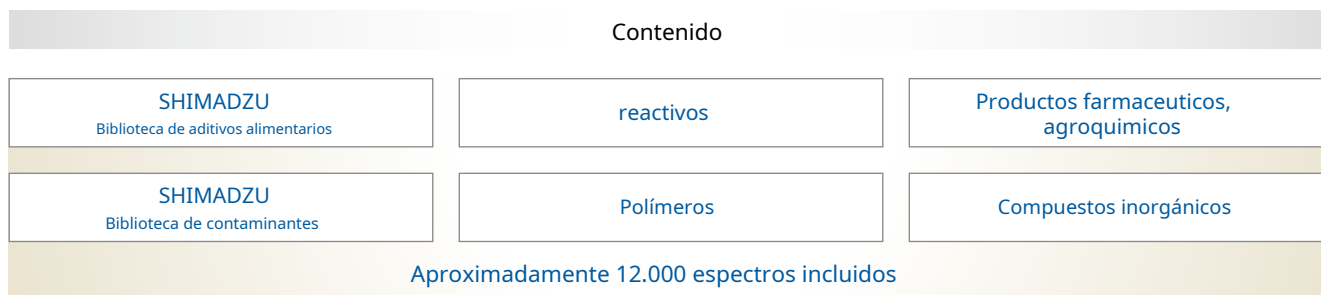 Contenido
SHIMADZU
Biblioteca de aditivos alimentarios
reactivos
Productos farmaceuticos,
agroquimicos
SHIMADZU
Biblioteca de contaminantes
Polímeros
Compuestos inorgánicos
Aproximadamente 12.000 espectros incluidos